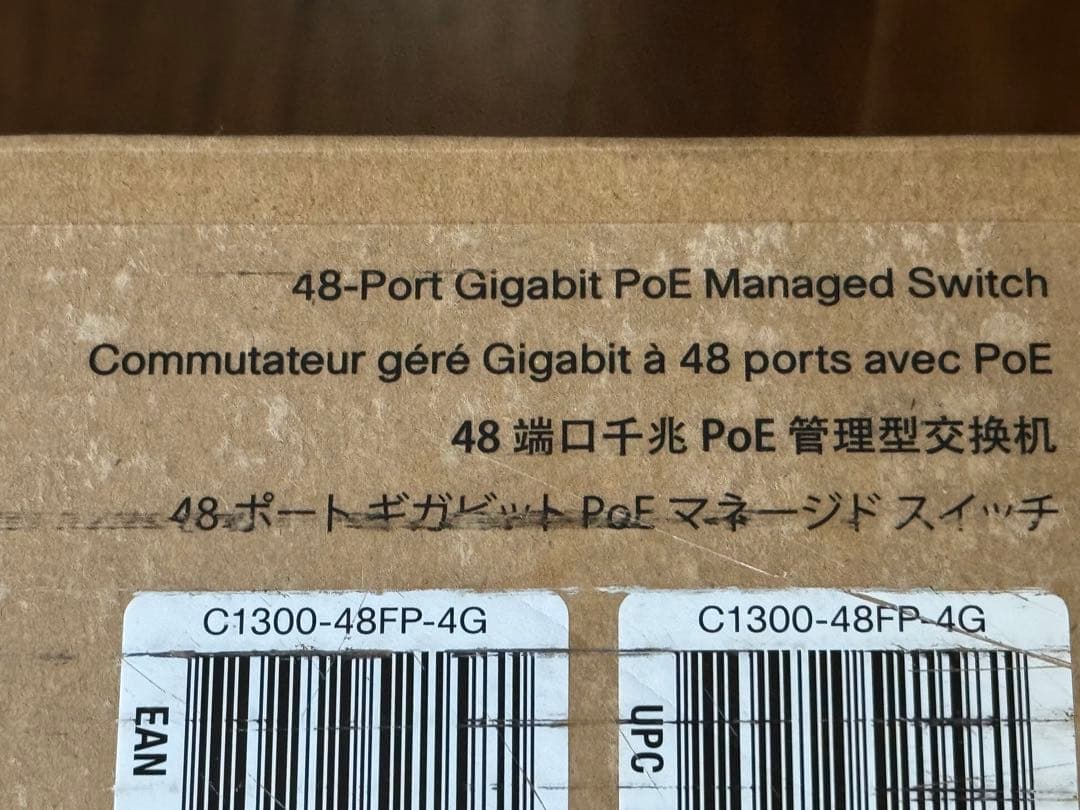 48-Port Gigabit PoE Managed Switch
Commutateur géré Gigabit à 48 ports avec PoE
48 端口千兆 PoE 管理型交换机
48 ポート ギガビット PoE マネージド スイッチ
C1300-48FP-4G
EAN
C1300-48FP-4G
UPC